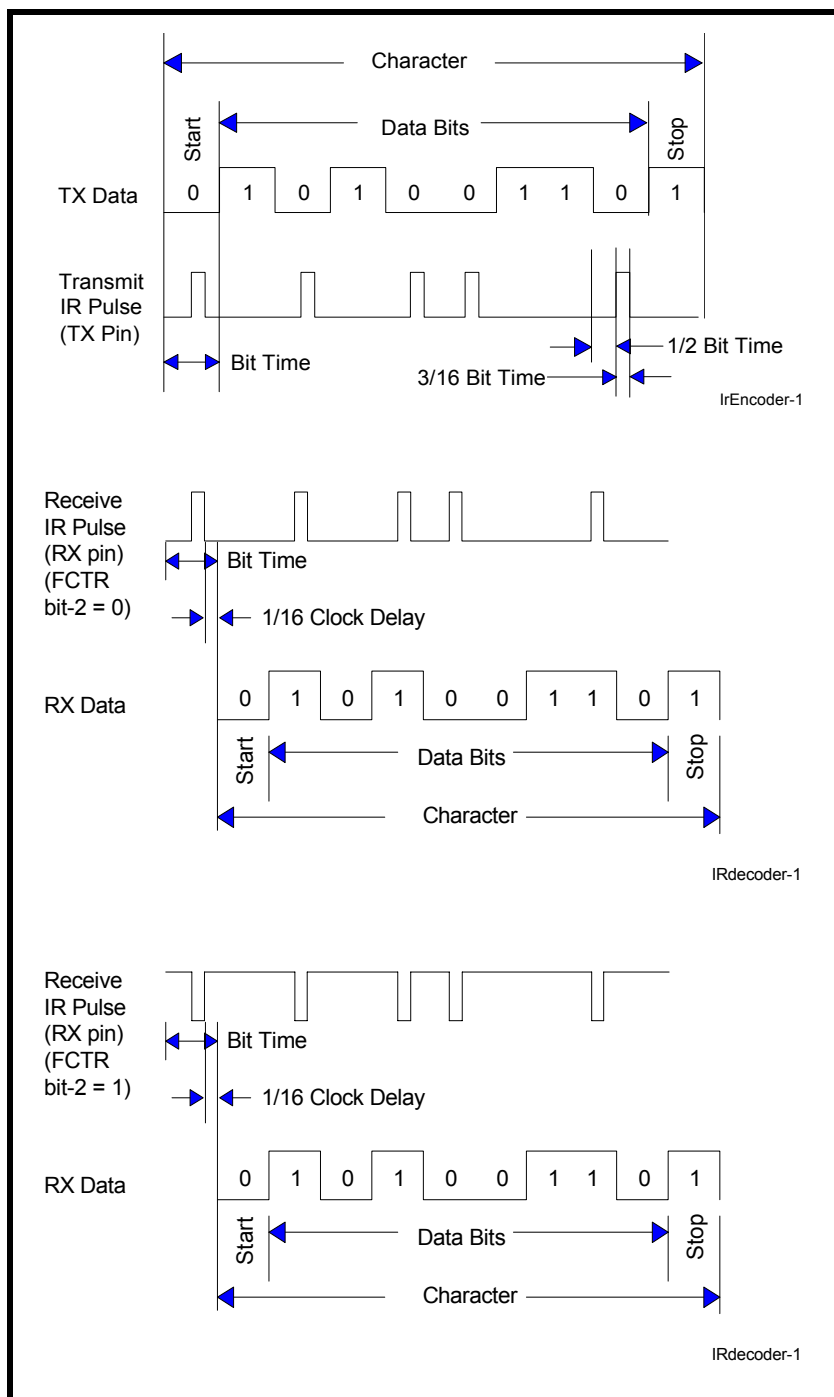 Character
Start
Data Bits
Stop
TX Data
0 1 0 1 0 0 1 1 0 1
Transmit
IR Pulse
(TX Pin)
Bit Time
1/2 Bit Time
3/16 Bit Time
IrEncoder-1
Receive
IR Pulse
(RX pin)
(FCTR
bit-2 = 0)
Bit Time
1/16 Clock Delay
RX Data
0 1 0 1 0 0 1 1 0 1
Start
Data Bits
Stop
Character
IRdecoder-1
Receive
IR Pulse
(RX pin)
(FCTR
bit-2 = 1)
Bit Time
1/16 Clock Delay
RX Data
0 1 0 1 0 0 1 1 0 1
Start
Data Bits
Stop
Character
IRdecoder-1